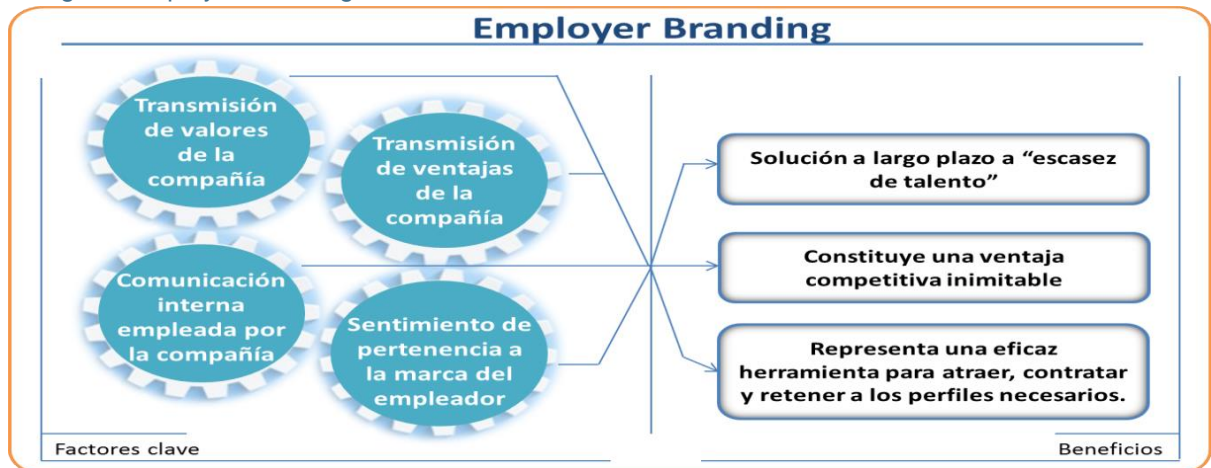 Employer Branding
Transmisión
de valores
de la
compañía
Transmisión
de ventajas
de la
compañía
Comunicación
interna
empleada por
la compañía
Sentimiento de
pertenencia a
la marca del
empleador
Solución a largo plazo a “escasez
de talento”
Constituye una ventaja
competitiva inimitable
Representa una eficaz
herramienta para atraer, contratar
y retener a los perfiles necesarios.
Factores clave
Beneficios